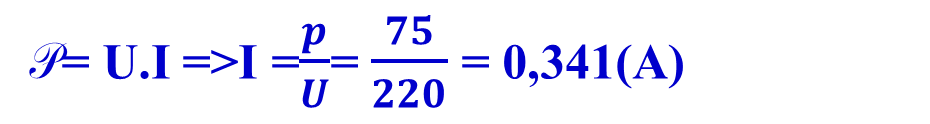 𝒫= U.I =>I =p/U= 75/220 = 0,341(A)